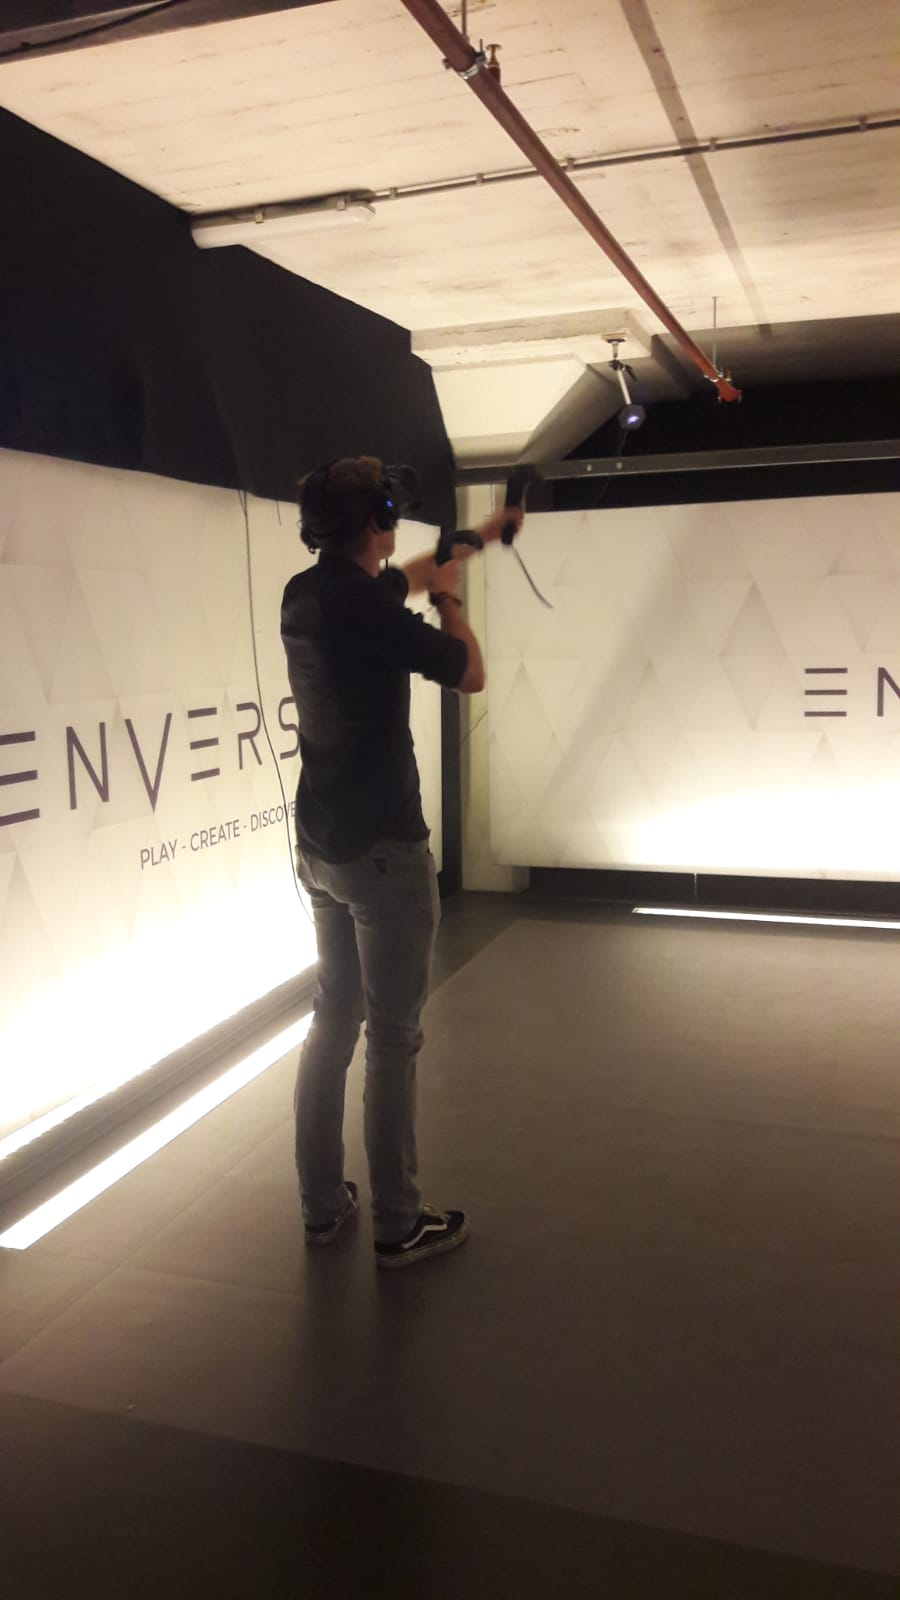 ENVERS
PLAY - CREATE - DISCOVE
EN